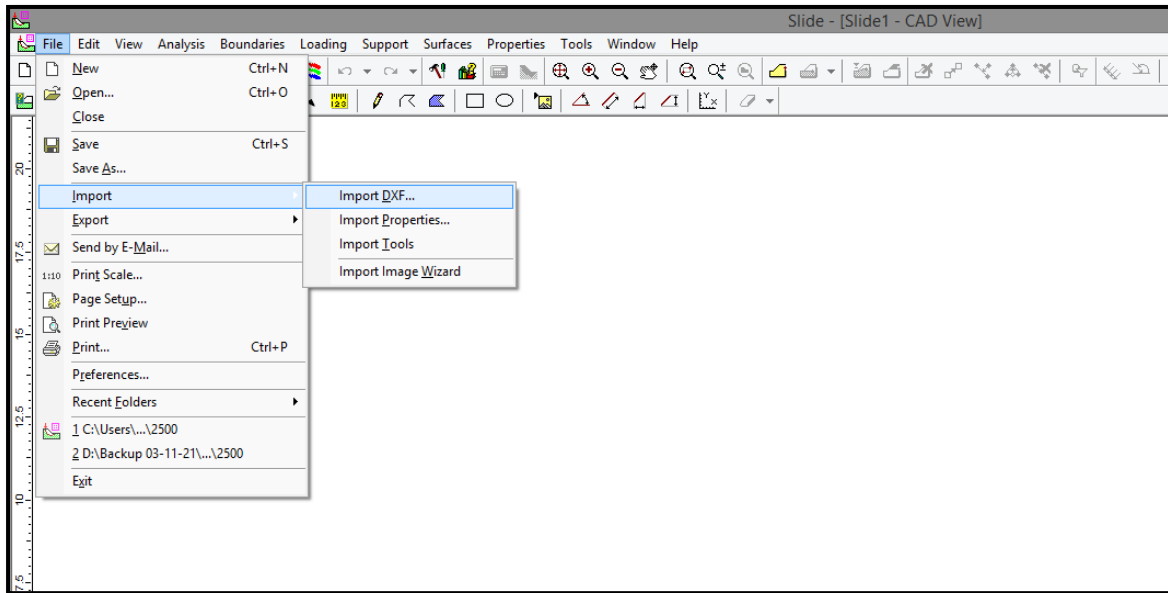 Slide - [Slide1 - CAD View]
File Edit View Analysis Boundaries Loading Support Surfaces Properties Tools Window Help
New Ctrl+N
Open... Ctrl+O
Close
Save Ctrl+S
Save As...
Import
Import DXF...
Export
Import Properties...
Send by E-Mail...
Import Tools
1:10 Print Scale...
Import Image Wizard
Page Setup...
Print Preview
Print... Ctrl+P
Preferences...
Recent Folders
1 C:\Users\...\2500
2 D:\Backup 03-11-21\...\2500
Exit
20
17.5
15
12.5
10
7.5